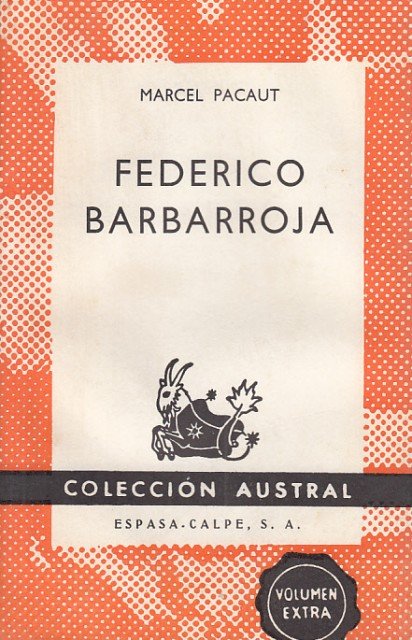 MARCEL PACAUT
FEDERICO
BARBARROJA
COLECCIÓN AUSTRAL
ESPASA-CALPE, S. A.
VOLUMEN
EXTRA